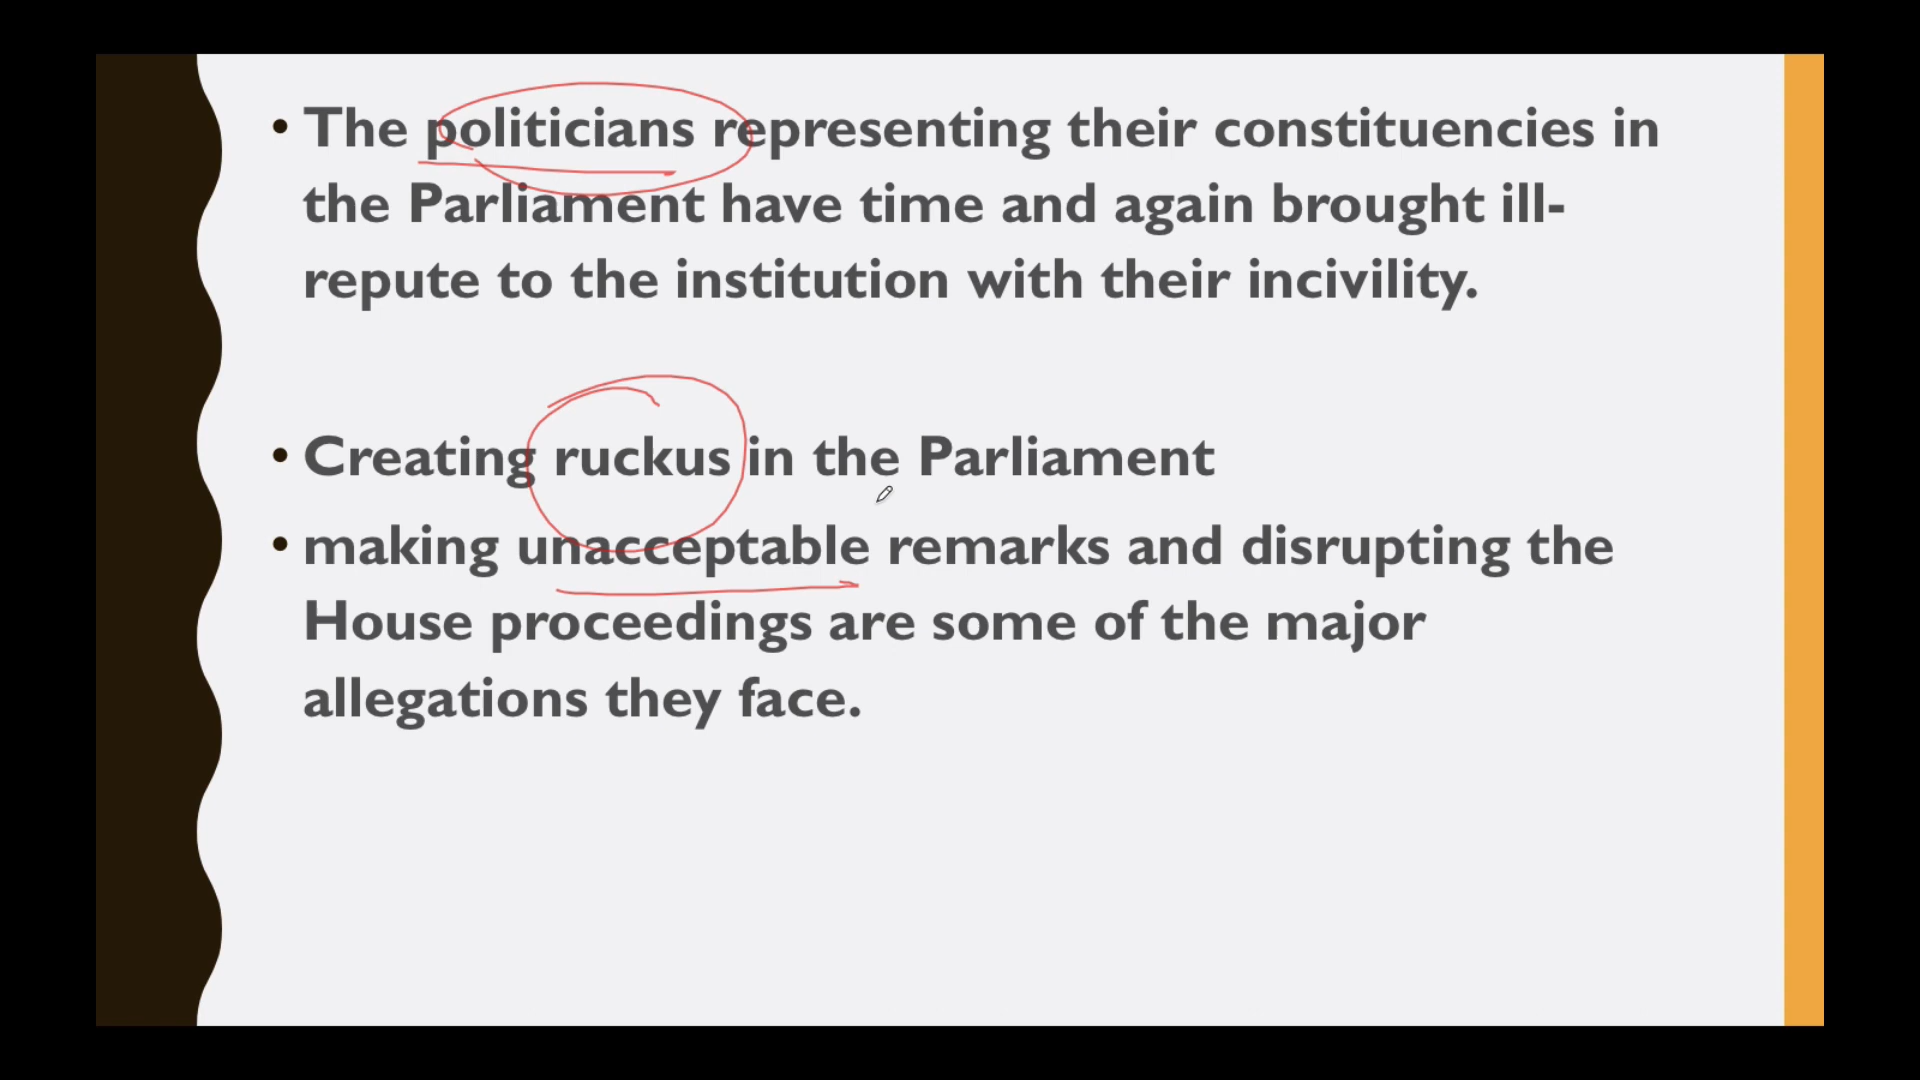 • The politicians representing their constituencies in
the Parliament have time and again brought ill-
repute to the institution with their incivility.
• Creating ruckus in the Parliament
• making unacceptable remarks and disrupting the
House proceedings are some of the major
allegations they face.